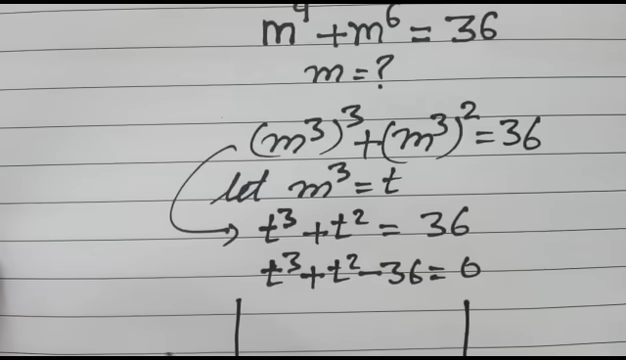 m⁹ + m⁶ = 36
m = ?
(m³)³ + (m³)² = 36
let m³ = t
t³ + t² = 36
t³ + t² - 36 = 0